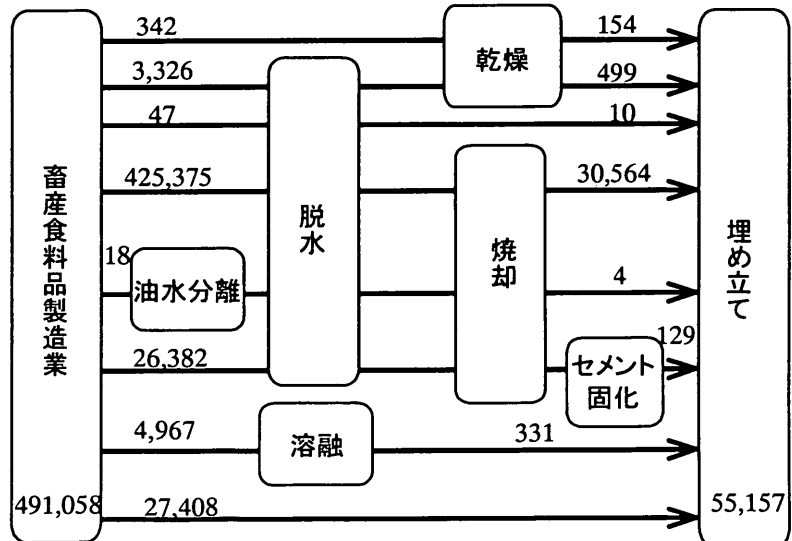 342
154
乾燥
3,326
499
47
10
畜産食料品製造業
425,375
脱水
30,564
焼却
埋め立て
18
油水分離
4
26,382
129
セメント
固化
4,967
溶融
331
491,058
27,408
55,157